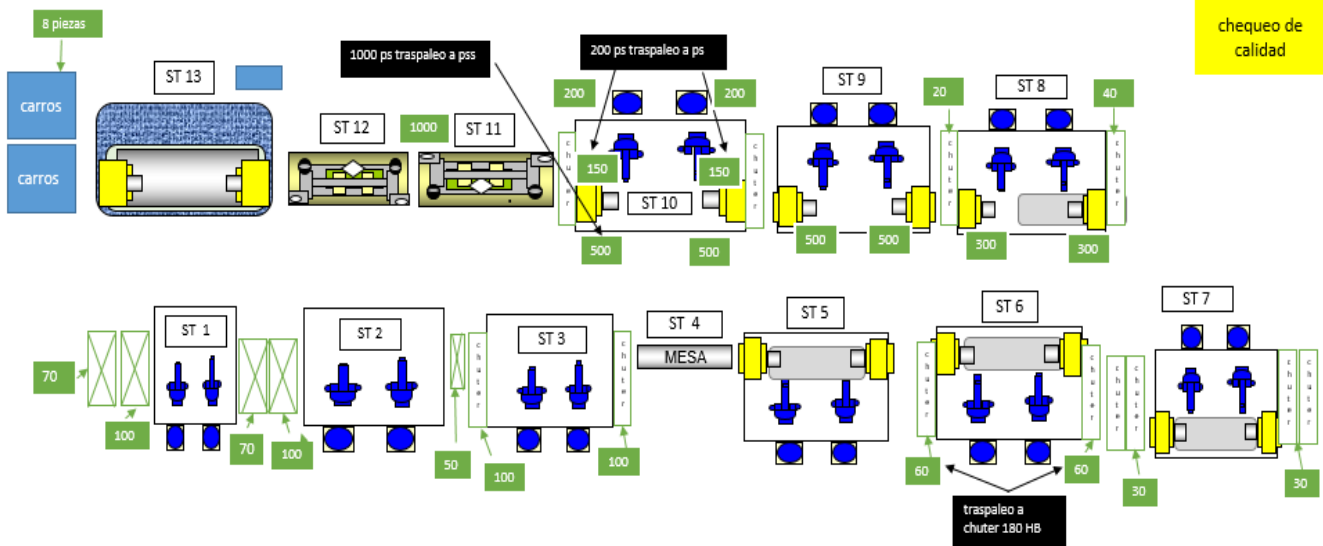 8 piezas
chequeo de
calidad
1000 ps traspaleo a pss
200 ps traspaleo a ps
ST 13
carros
carros
ST 12
1000
ST 11
200
200
chuter
150
150
chuter
ST 10
500
500
ST 9
500
500
20
ST 8
40
chuter
chuter
300
300
ST 1
70
100
70
100
ST 2
50
chuter
100
ST 3
chuter
100
ST 4
MESA
ST 5
ST 6
chuter
chuter
60
60
traspaleo a
chuter 180 HB
ST 7
chuter
chuter
30
chuter
chuter
30